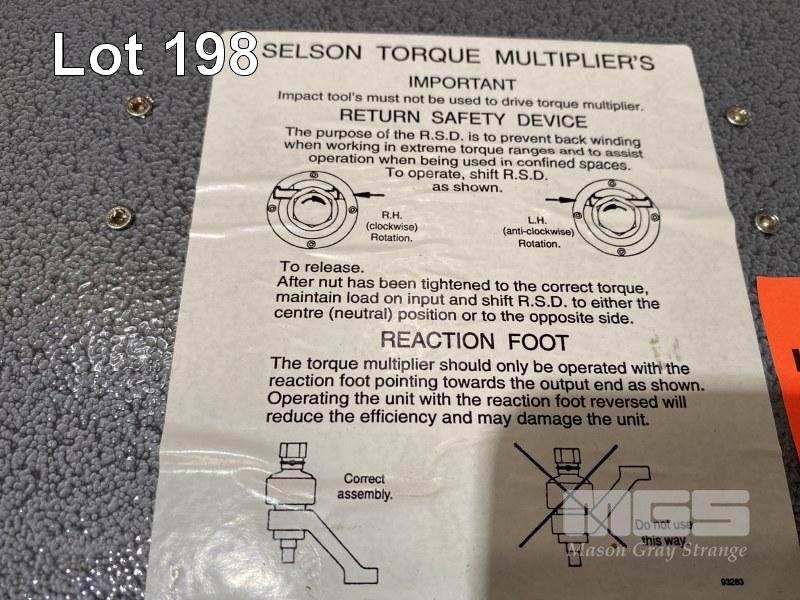 Lot 198
SELSON TORQUE MULTIPLIER'S
IMPORTANT
Impact tool's must not be used to drive torque multiplier.
RETURN SAFETY DEVICE
The purpose of the R.S.D. is to prevent back winding
when working in extreme torque ranges and to assist
operation when being used in confined spaces.
To operate, shift R.S.D.
as shown.
R.H.
(clockwise)
Rotation.
L.H.
(anti-clockwise)
Rotation.
To release.
After nut has been tightened to the correct torque,
maintain load on input and shift R.S.D. to either the
centre (neutral) position or to the opposite side.
REACTION FOOT
The torque multiplier should only be operated with the
reaction foot pointing towards the output end as shown.
Operating the unit with the reaction foot reversed will
reduce the efficiency and may damage the unit.
Correct
assembly.
Do not use
this way
MGS
Mason Gray Strange
93283